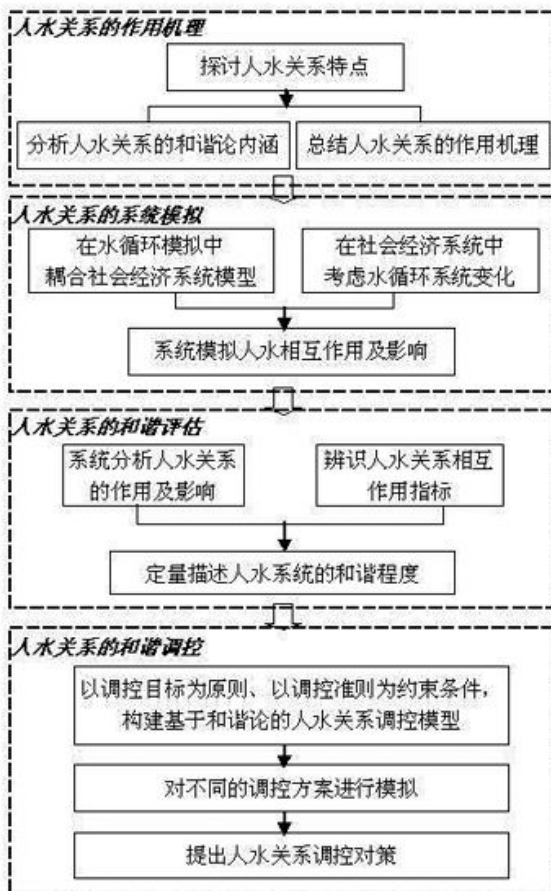 人水关系的作用机理
探讨人水关系特点
分析人水关系的和谐论内涵
总结人水关系的作用机理
人水关系的系统模拟
在水循环模拟中
耦合社会经济系统模型
在社会经济系统中
考虑水循环系统变化
系统模拟人水相互作用及影响
人水关系的和谐评估
系统分析人水关系
的作用及影响
辨识人水关系相互
作用指标
定量描述人水系统的和谐程度
人水关系的和谐调控
以调控目标为原则、以调控准则为约束条件，
构建基于和谐论的人水关系调控模型
对不同的调控方案进行模拟
提出人水关系调控对策